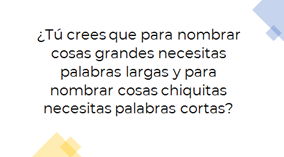 ¿Tú crees que para nombrar
cosas grandes necesitas
palabras largas y para
nombrar cosas chiquitas
necesitas palabras cortas?